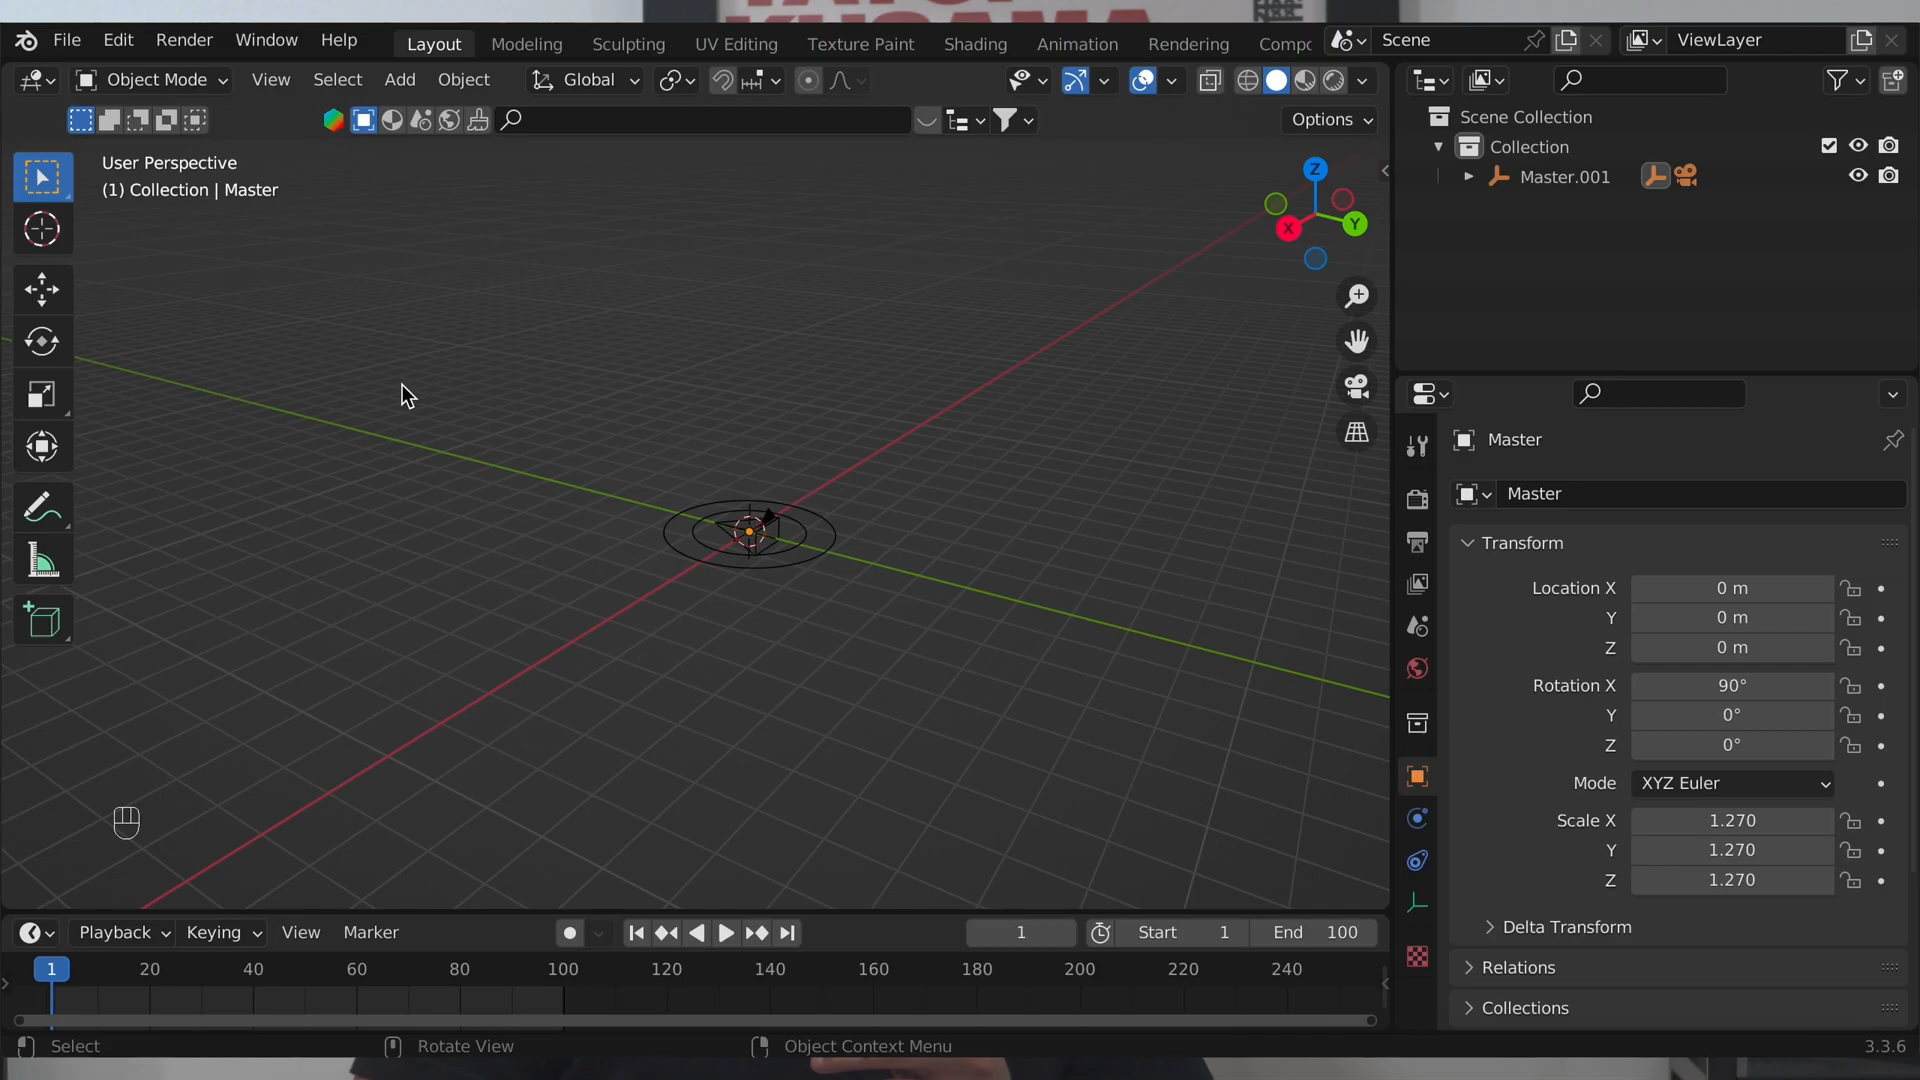 File Edit Render Window Help Layout Modeling Sculpting UV Editing Texture Paint Shading Animation Rendering Compc Scene ViewLayer
Object Mode View Select Add Object Global
Options
User Perspective
(1) Collection | Master
Z
X
Y
Scene Collection
Collection
Master.001
Master
Master
Transform
Location X 0 m
Y 0 m
Z 0 m
Rotation X 90°
Y 0°
Z 0°
Mode XYZ Euler
Scale X 1.270
Y 1.270
Z 1.270
Delta Transform
Relations
Collections
Playback Keying View Marker 1 Start 1 End 100
1 20 40 60 80 100 120 140 160 180 200 220 240
Select Rotate View Object Context Menu 3.3.6